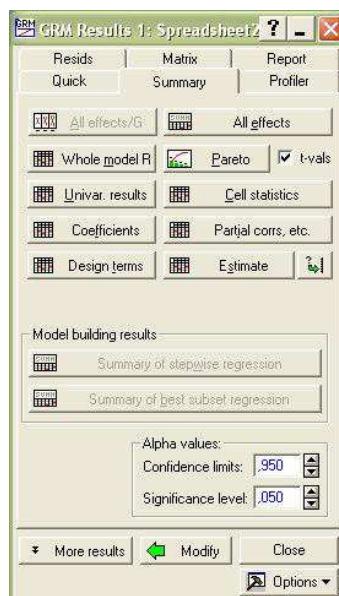 GRM Results 1: Spreadsheet2
Resids Matrix Report
Quick Summary Profiler
All effects/G All effects
Whole model R Pareto t-vals
Univar. results Cell statistics
Coefficients Partial corrs, etc.
Design terms Estimate
Model building results
Summary of stepwise regression
Summary of best subset regression
Alpha values:
Confidence limits: ,950
Significance level: ,050
More results Modify Close
Options